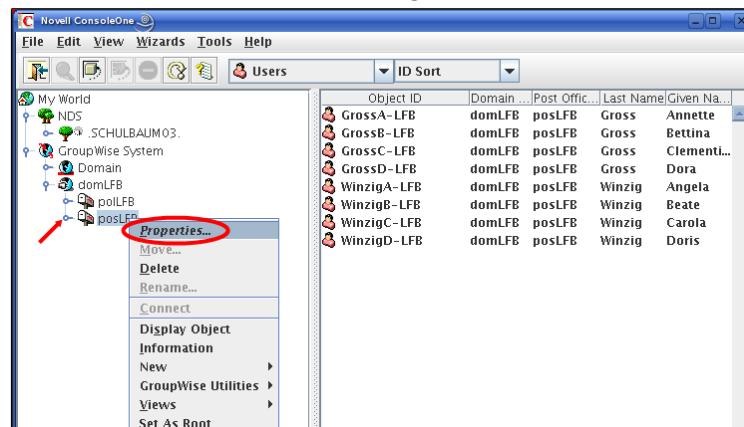 Novell ConsoleOne
File Edit View Wizards Tools Help
Users
ID Sort
My World
NDS
.SCHULBAUM03.
GroupWise System
Domain
domLFB
polLFB
posLFB
Properties...
Move...
Delete
Rename...
Connect
Display Object
Information
New
GroupWise Utilities
Views
Set As Root
Object ID Domain ... Post Offic... Last Name Given Na...
GrossA-LFB domLFB posLFB Gross Annette
GrossB-LFB domLFB posLFB Gross Bettina
GrossC-LFB domLFB posLFB Gross Clementi...
GrossD-LFB domLFB posLFB Gross Dora
WinzigA-LFB domLFB posLFB Winzig Angela
WinzigB-LFB domLFB posLFB Winzig Beate
WinzigC-LFB domLFB posLFB Winzig Carola
WinzigD-LFB domLFB posLFB Winzig Doris